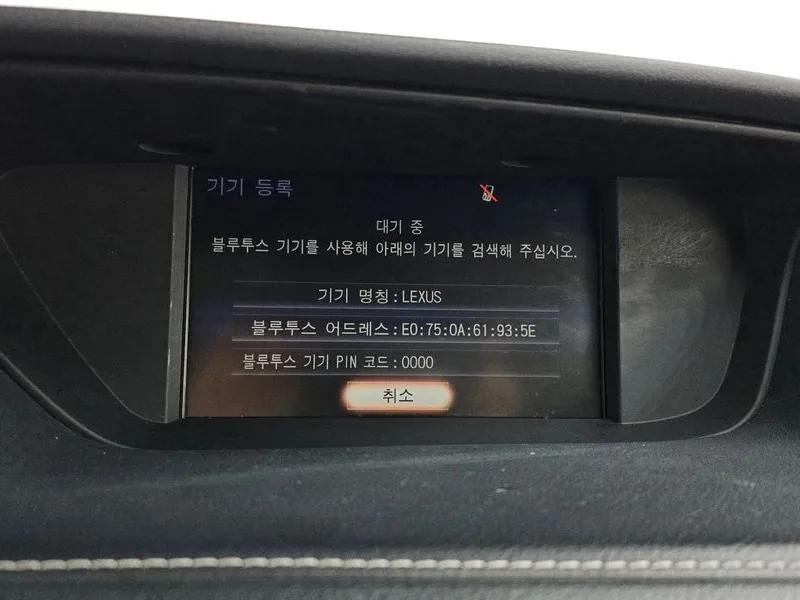 기기 등록
대기 중
블루투스 기기를 사용해 아래의 기기를 검색해 주십시오.
기기 명칭:LEXUS
블루투스 어드레스:E0:75:0A:61:93:5E
블루투스 기기 PIN 코드:0000
취소